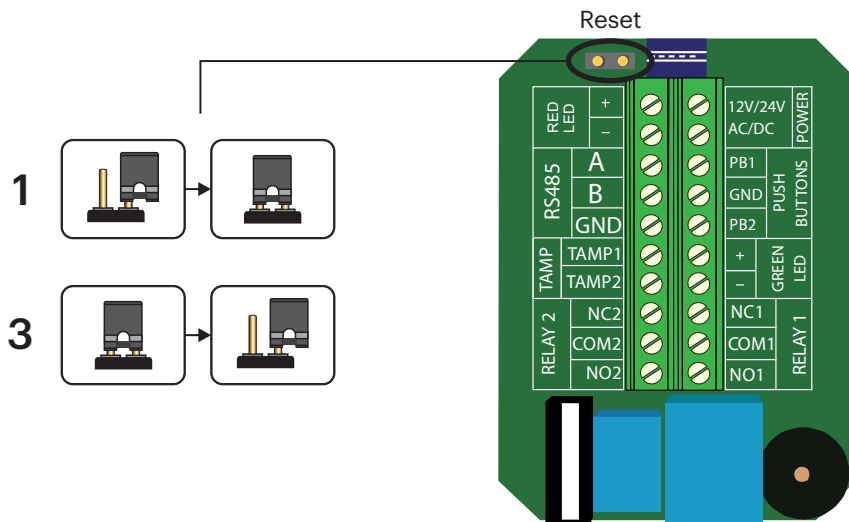 Reset
1
3
RED LED
+
−
RS485
A
B
GND
TAMP
TAMP1
TAMP2
RELAY 2
NC2
COM2
NO2
12V/24V
AC/DC
POWER
PB1
GND
PB2
PUSH
BUTTONS
+
−
GREEN
LED
NC1
COM1
NO1
RELAY 1